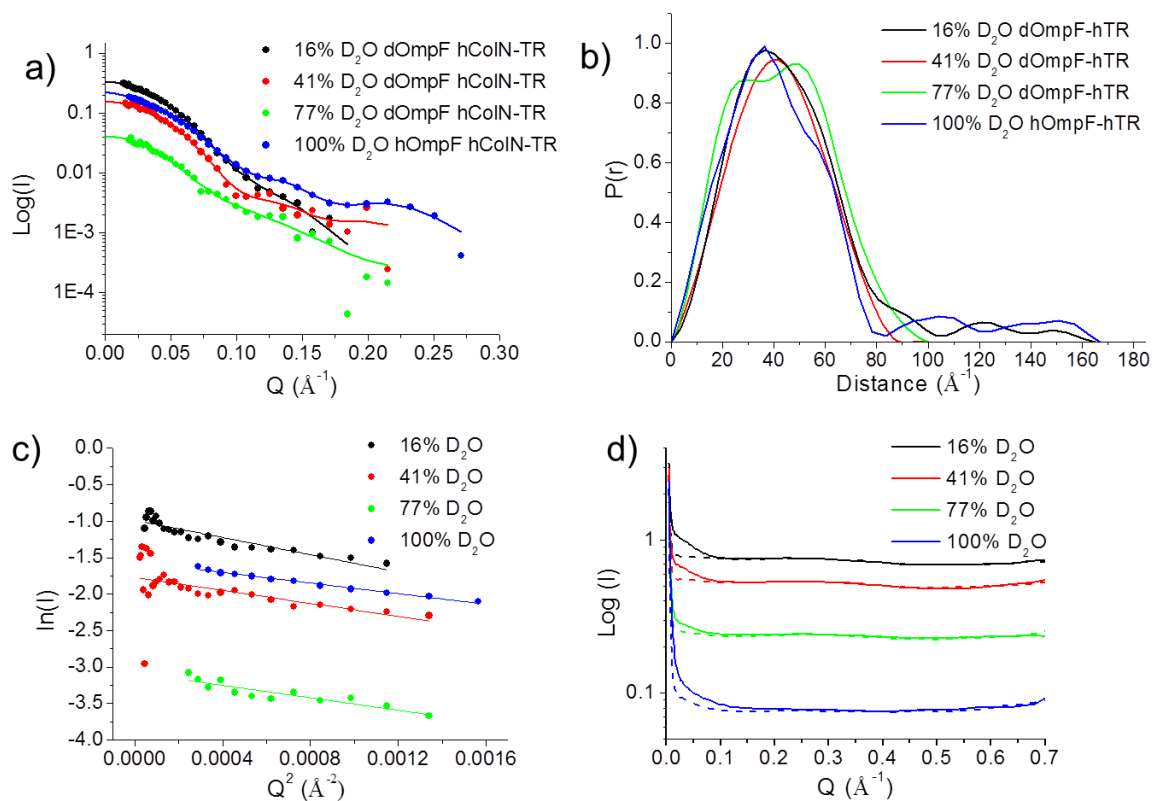 a)
16% D2O dOmpF hColN-TR
41% D2O dOmpF hColN-TR
77% D2O dOmpF hColN-TR
100% D2O hOmpF hColN-TR
1
0.1
0.01
1E-3
1E-4
Log(I)
0.00 0.05 0.10 0.15 0.20 0.25 0.30
Q (Å-1)
b)
16% D2O dOmpF-hTR
41% D2O dOmpF-hTR
77% D2O dOmpF-hTR
100% D2O hOmpF-hTR
1.0
0.8
0.6
0.4
0.2
0.0
P(r)
0 20 40 60 80 100 120 140 160 180
Distance (Å-1)
c)
16% D2O
41% D2O
77% D2O
100% D2O
0.0
-0.5
-1.0
-1.5
-2.0
-2.5
-3.0
-3.5
-4.0
ln(I)
0.0000 0.0004 0.0008 0.0012 0.0016
Q2 (Å-2)
d)
16% D2O
41% D2O
77% D2O
100% D2O
1
0.1
Log (I)
0.0 0.1 0.2 0.3 0.4 0.5 0.6 0.7
Q (Å-1)